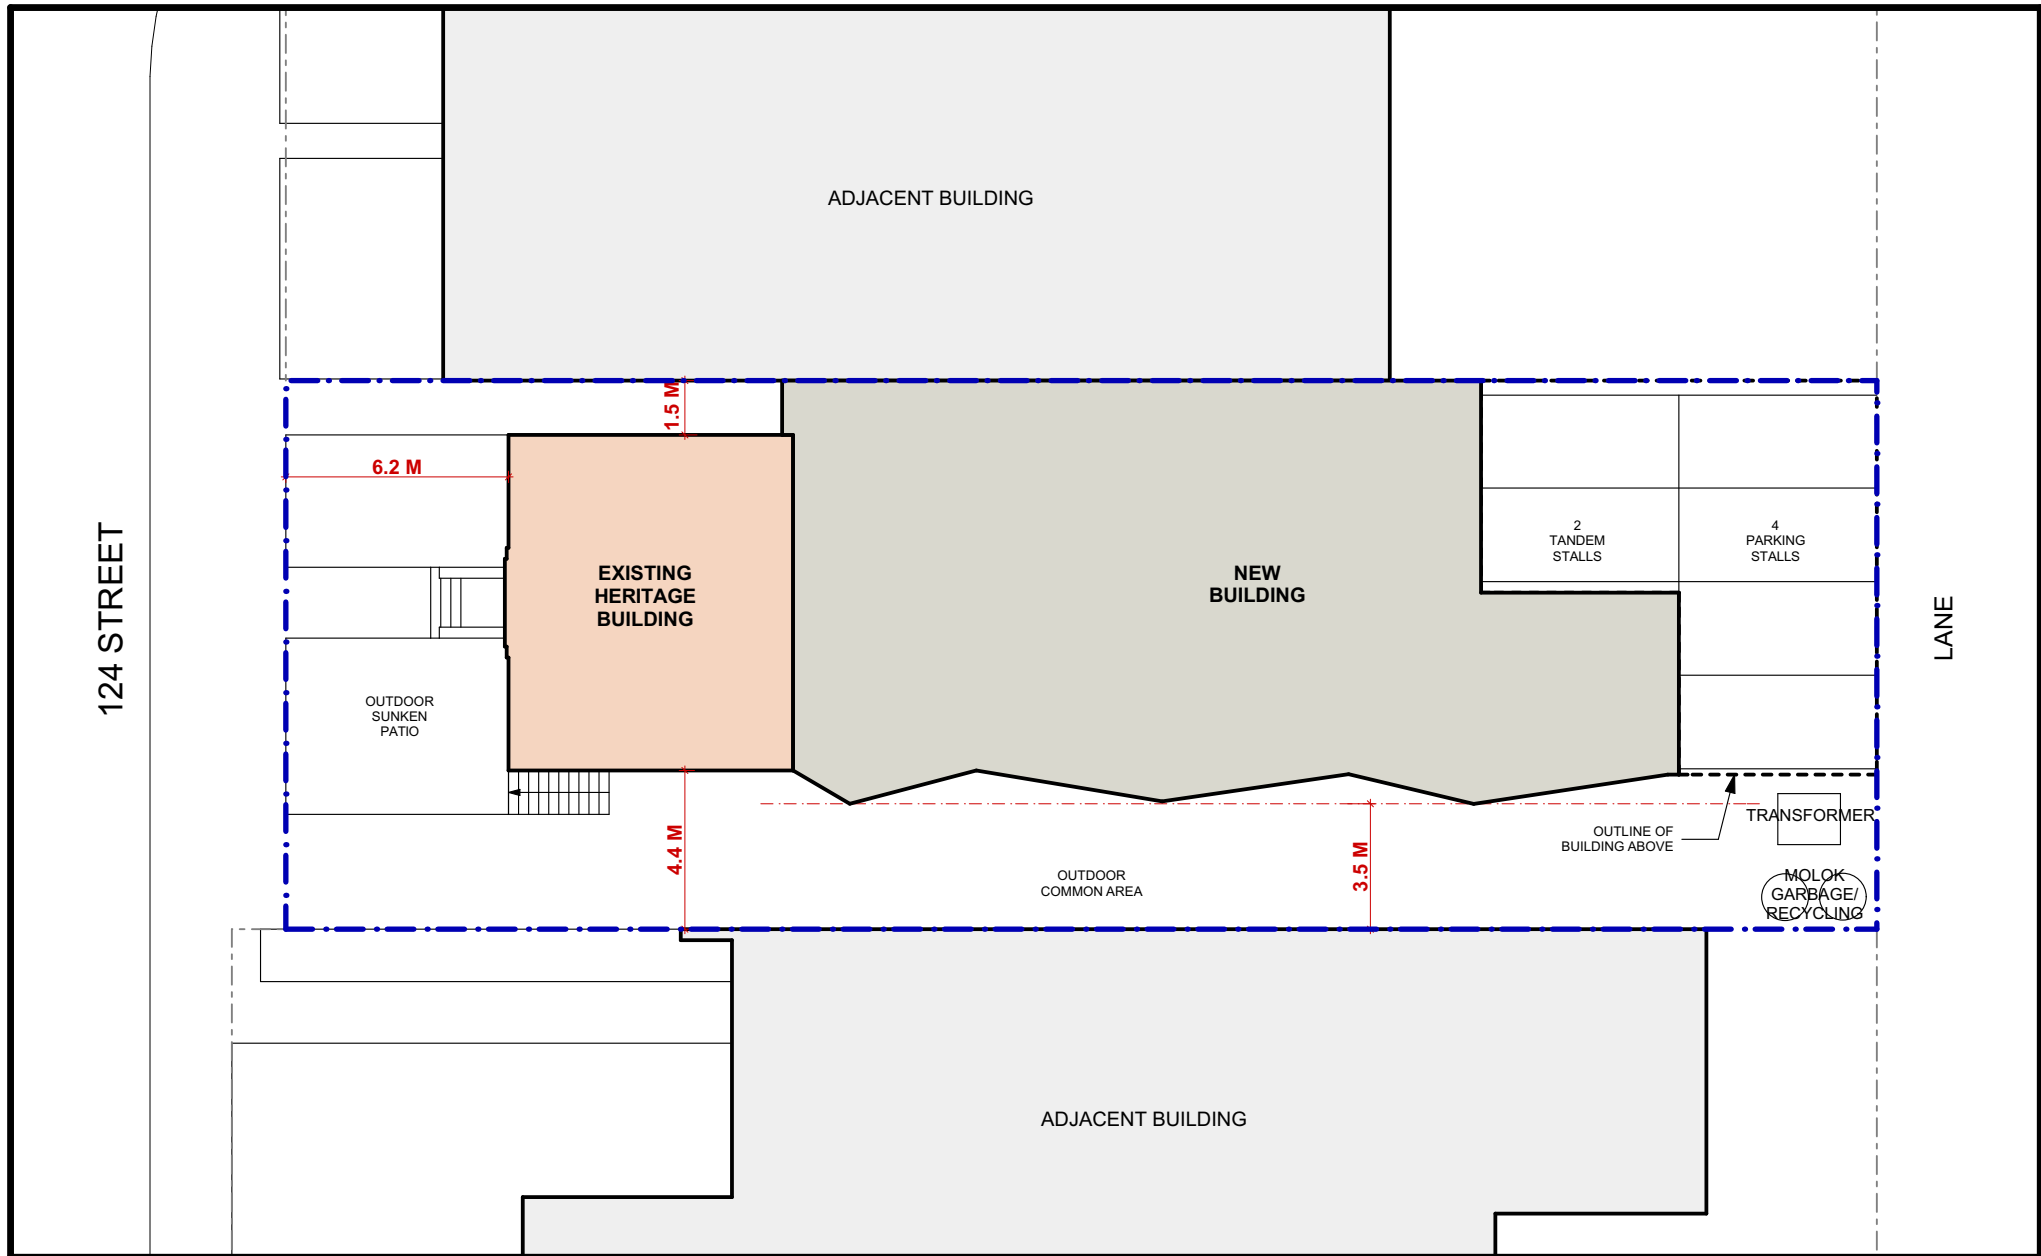 ADJACENT BUILDING
1.5 M
6.2 M
124 STREET
EXISTING
HERITAGE
BUILDING
NEW
BUILDING
2
TANDEM
STALLS
4
PARKING
STALLS
LANE
OUTDOOR
SUNKEN
PATIO
4.4 M
3.5 M
OUTDOOR
COMMON AREA
OUTLINE OF
BUILDING ABOVE
TRANSFORMER
MOLOK
GARBAGE/
RECYCLING
ADJACENT BUILDING